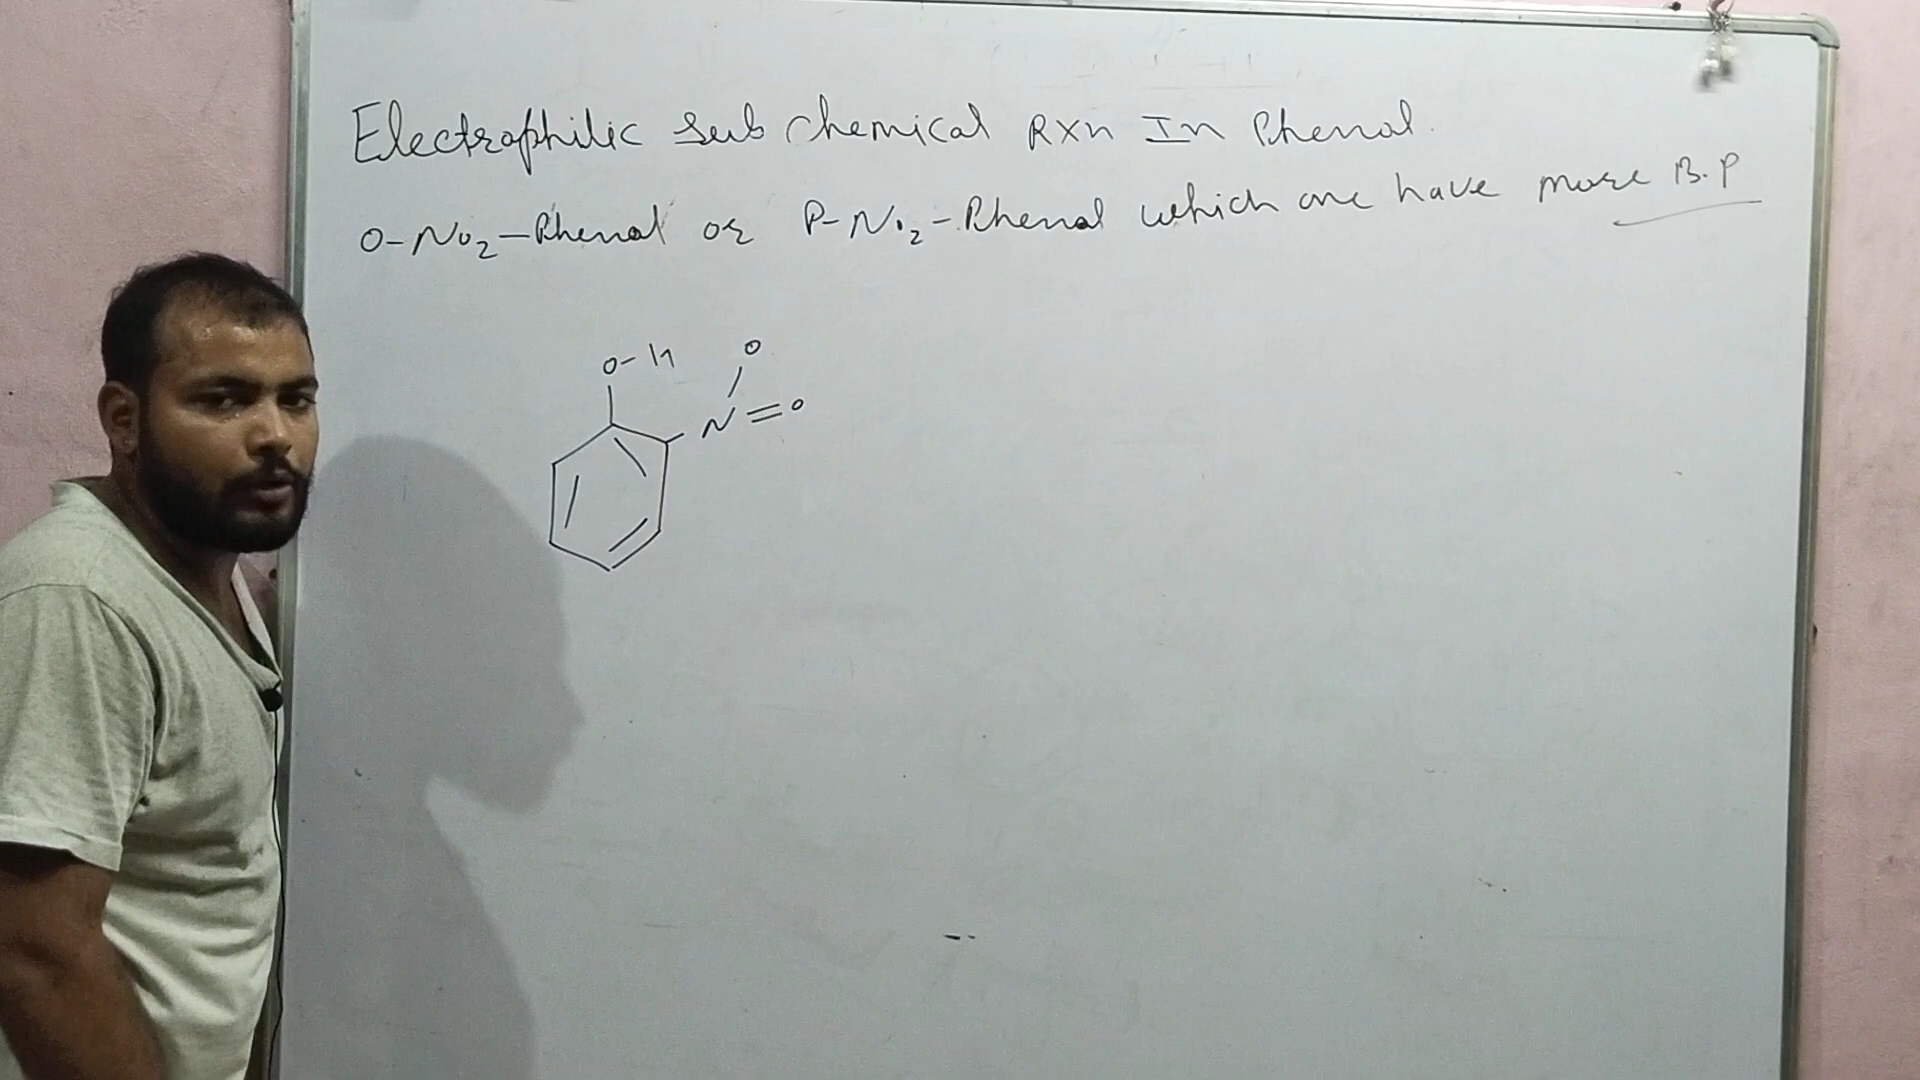 Electrophilic Sub Chemical Rxn In Phenol.
O-NO2-Phenol or P-NO2-Phenol which one have more B.P
O-H O
N=O